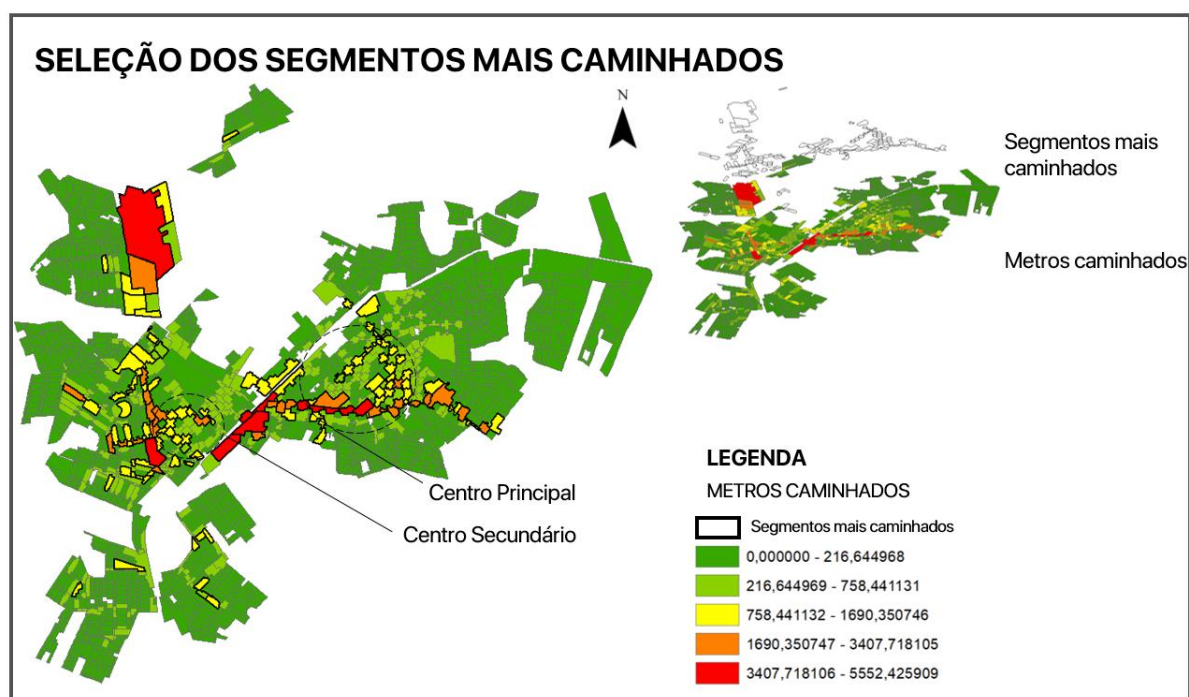 SELEÇÃO DOS SEGMENTOS MAIS CAMINHADOS
N
Segmentos mais
caminhados
Metros caminhados
Centro Principal
Centro Secundário
LEGENDA
METROS CAMINHADOS
Segmentos mais caminhados
0,000000 - 216,644968
216,644969 - 758,441131
758,441132 - 1690,350746
1690,350747 - 3407,718105
3407,718106 - 5552,425909